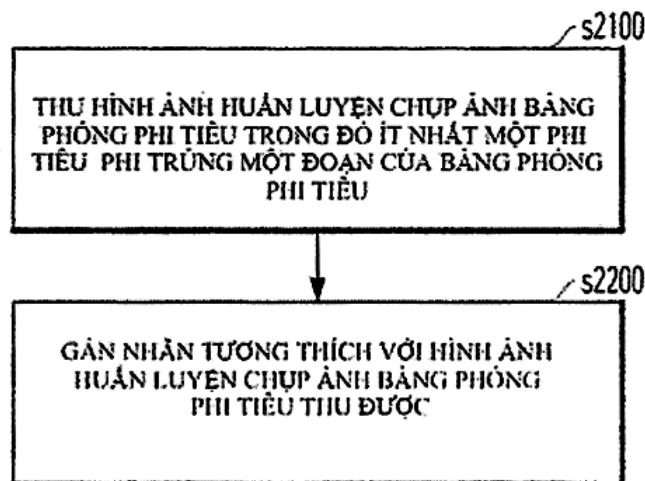 s2100
THU HÌNH ẢNH HUẤN LUYỆN CHỤP ẢNH BẢNG
PHÓNG PHI TIÊU TRONG ĐÓ ÍT NHẤT MỘT PHI
TIÊU PHI TRÚNG MỘT ĐOẠN CỦA BẢNG PHÓNG
PHI TIÊU
s2200
GÁN NHÃN TƯƠNG THÍCH VỚI HÌNH ẢNH
HUẤN LUYỆN CHỤP ẢNH BẢNG PHÓNG
PHI TIÊU THU ĐƯỢC